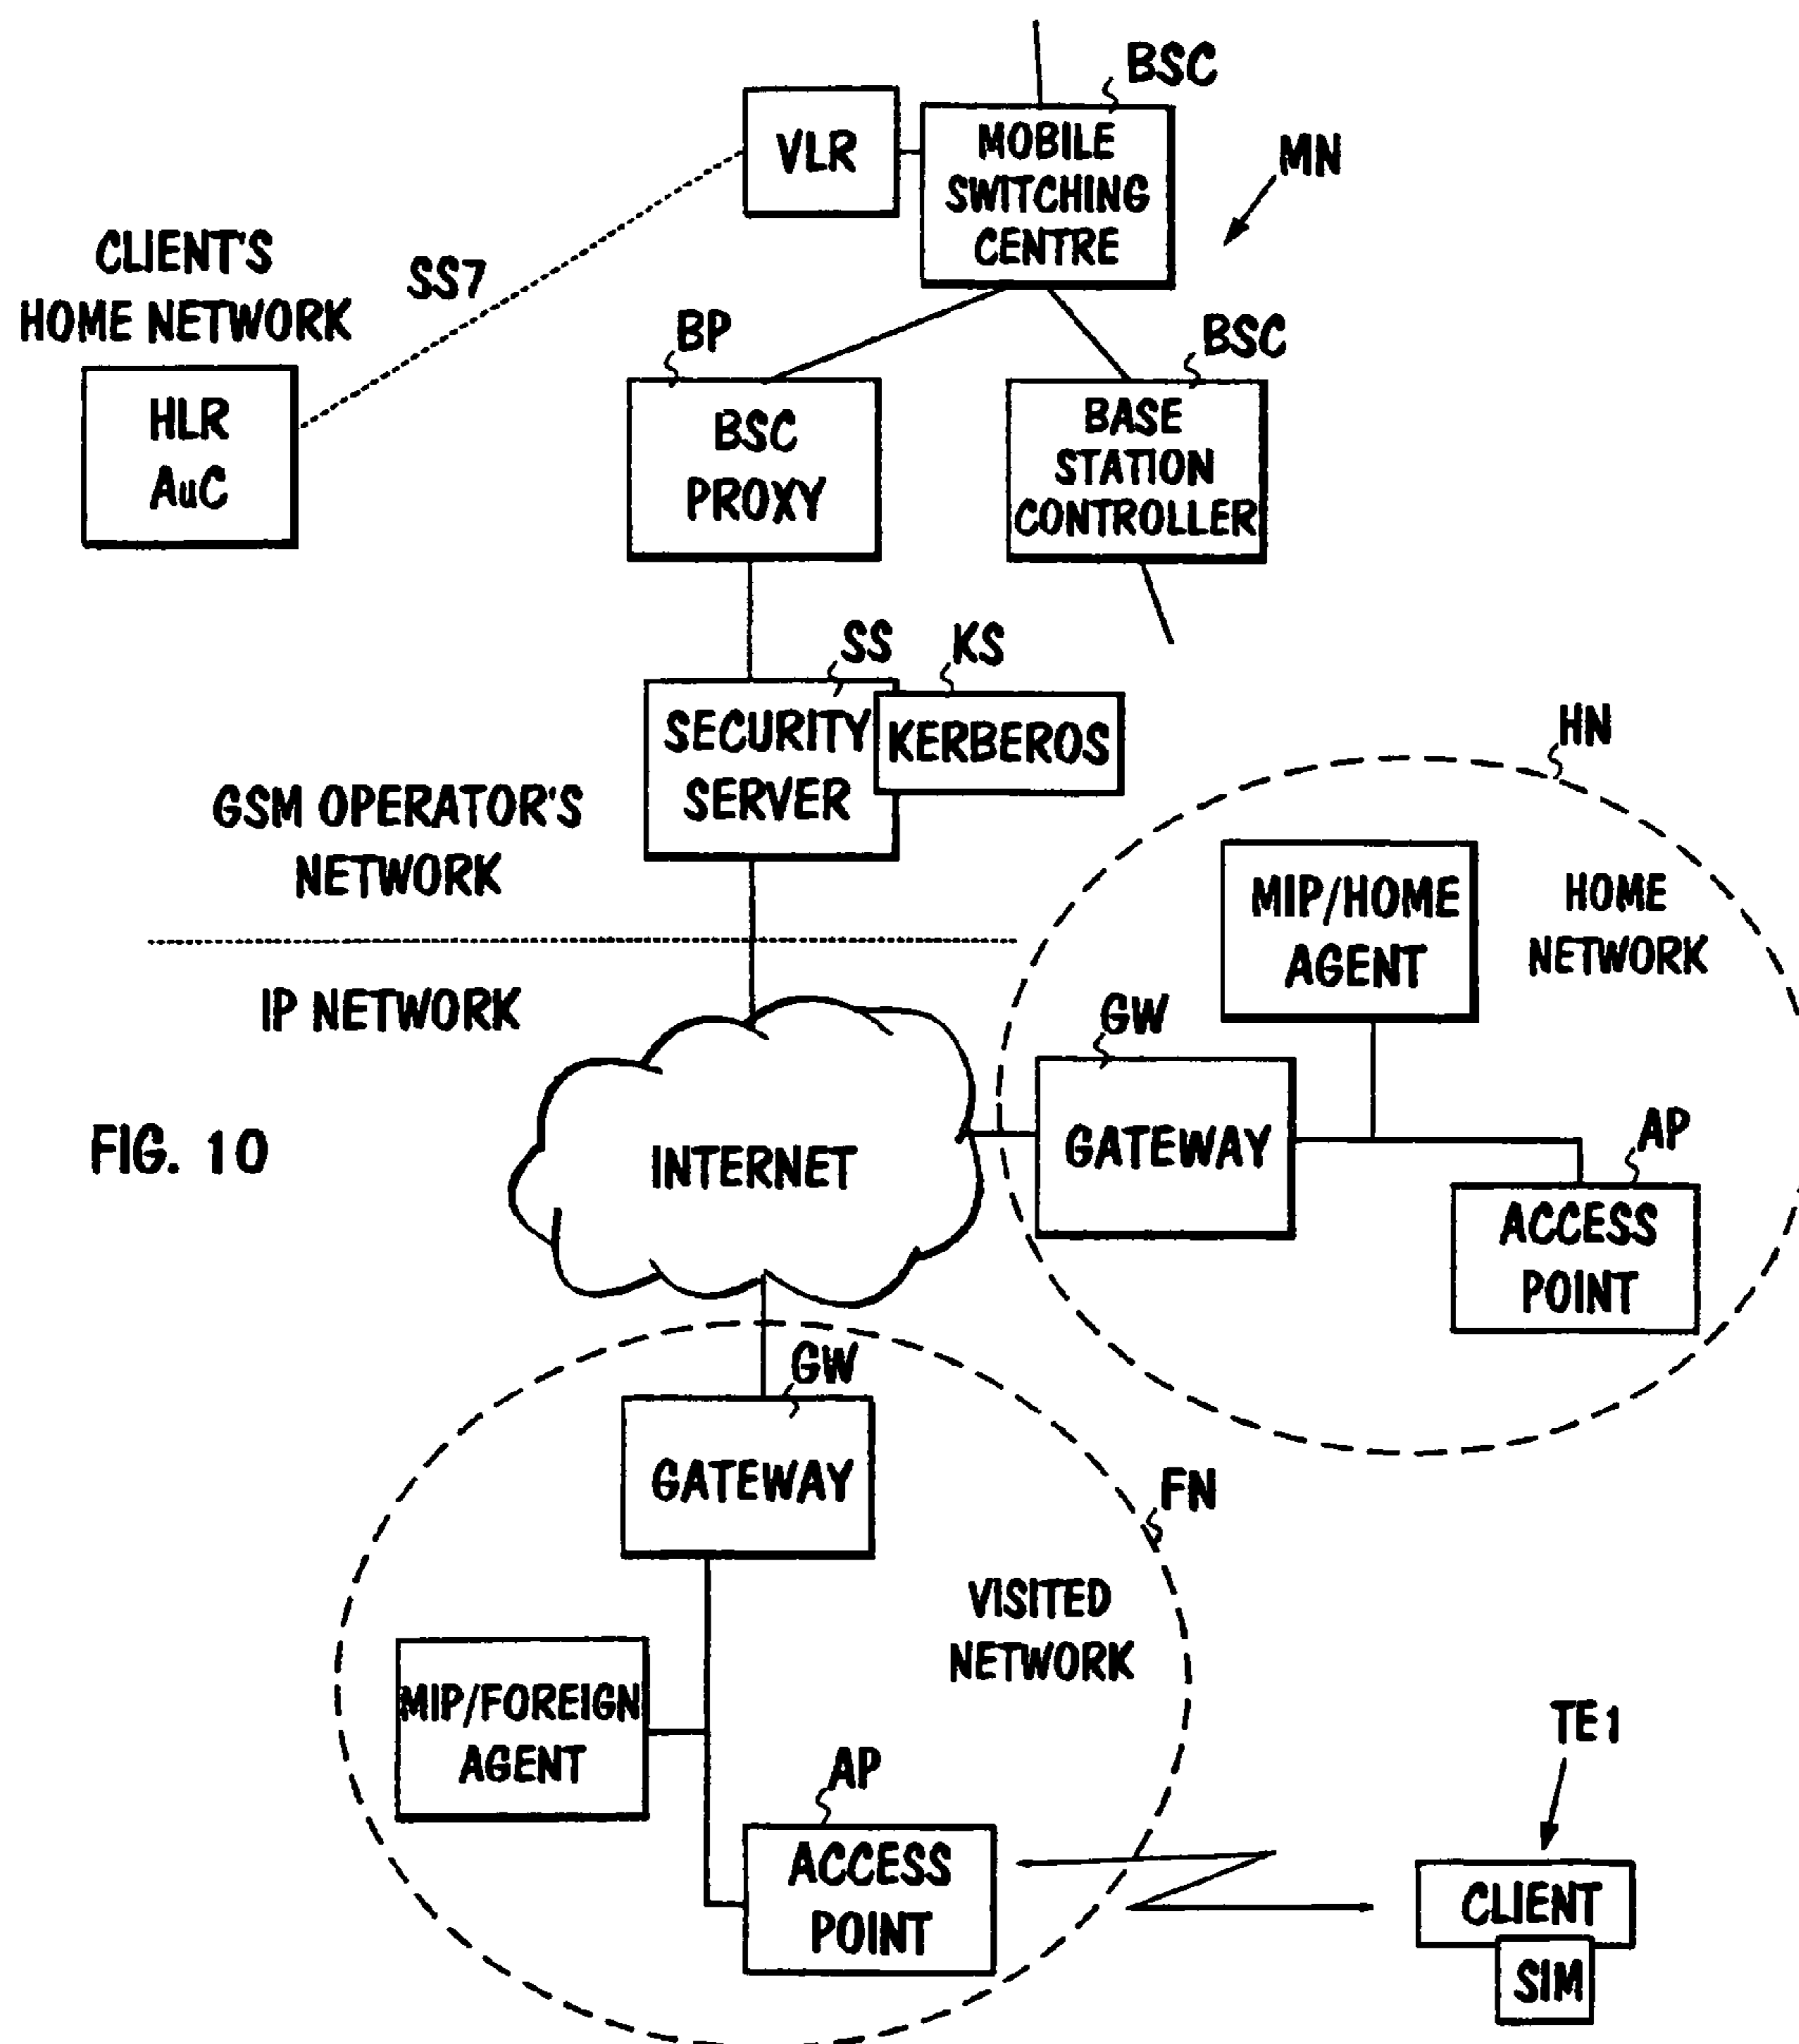 BSC
VLR
MOBILE
SWITCHING
CENTRE
MN
CLIENT'S
HOME NETWORK
SS7
HLR
AuC
BP
BSC
PROXY
BSC
BASE
STATION
CONTROLLER
SS
KS
SECURITY
SERVER
KERBEROS
GSM OPERATOR'S
NETWORK
IP NETWORK
HN
MIP/HOME
AGENT
HOME
NETWORK
GW
GATEWAY
AP
ACCESS
POINT
FIG. 10
INTERNET
GW
GATEWAY
FN
VISITED
NETWORK
MIP/FOREIGN
AGENT
AP
ACCESS
POINT
TE1
CLIENT
SIM